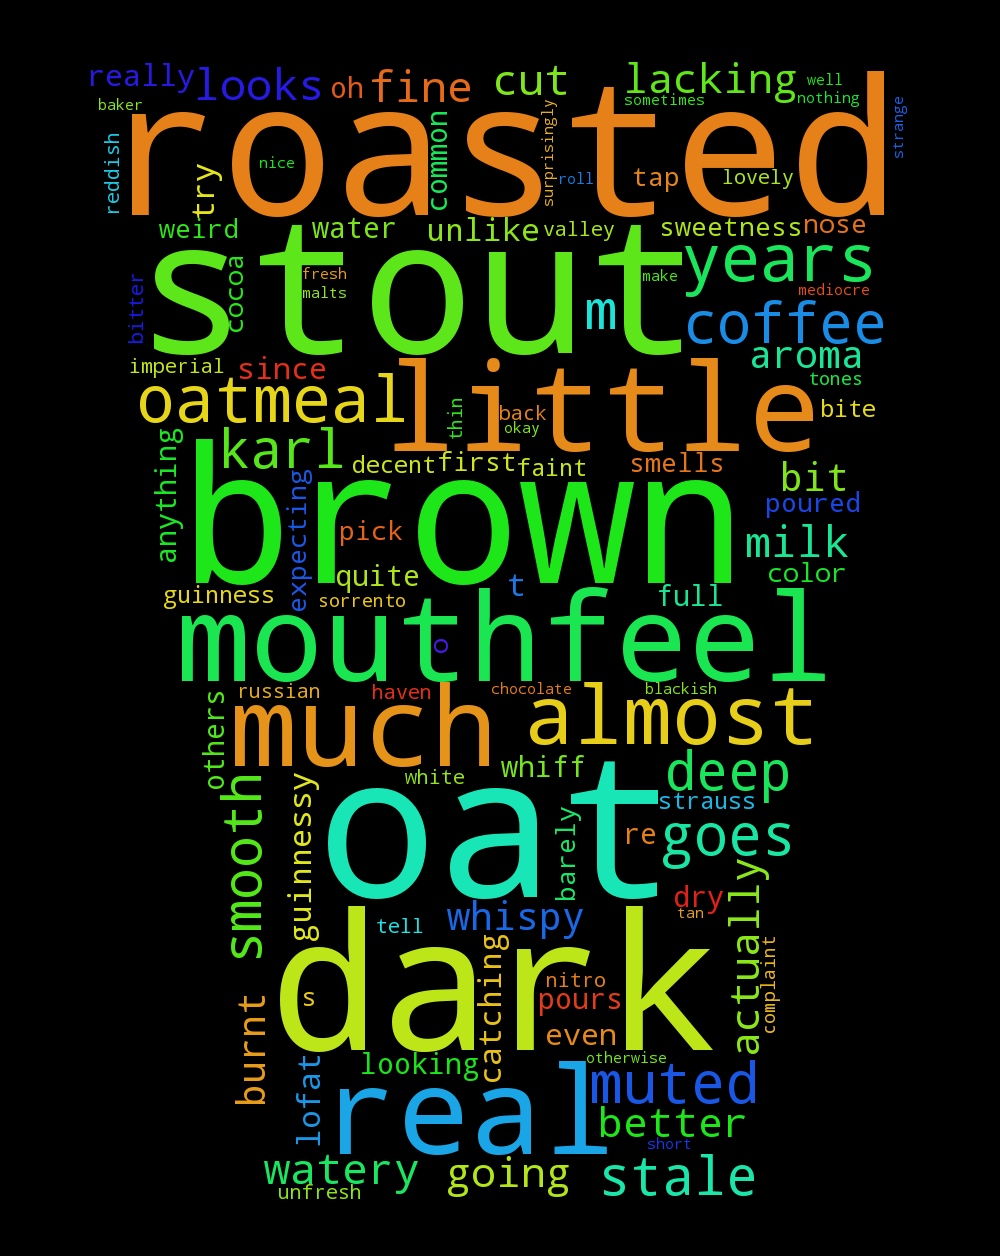 really looks oh fine cut lacking well
baker sometimes nothing
roasted
reddish try nice common surprisingly roll tap lovely strange
weird water unlike valley sweetness nose
stout
bitter cocoa fresh malts m make years mediocre
coffee
imperial since little aroma tones
oatmeal thin back okay bite
karl decent first faint smells bit
anything expecting brown poured
pick milk
quite t color
guinness sorrento full
mouthfeel o
russian haven chocolate blackish
others much almost
white whiff deep
smooth guinnessy oat barely strauss
re goes
dry
tell whispy tan actually
dark catching complaint
burnt s nitro
pours
even
lofat looking otherwise
real muted
better
short
watery going stale
unfresh